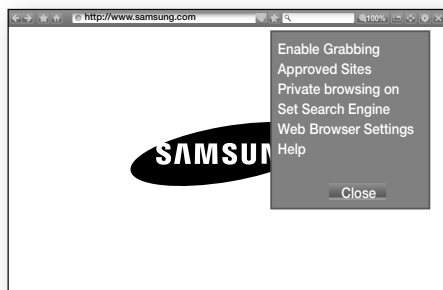 http://www.samsung.com
100%
Enable Grabbing
Approved Sites
Private browsing on
Set Search Engine
Web Browser Settings
Help
SAMSUN
Close